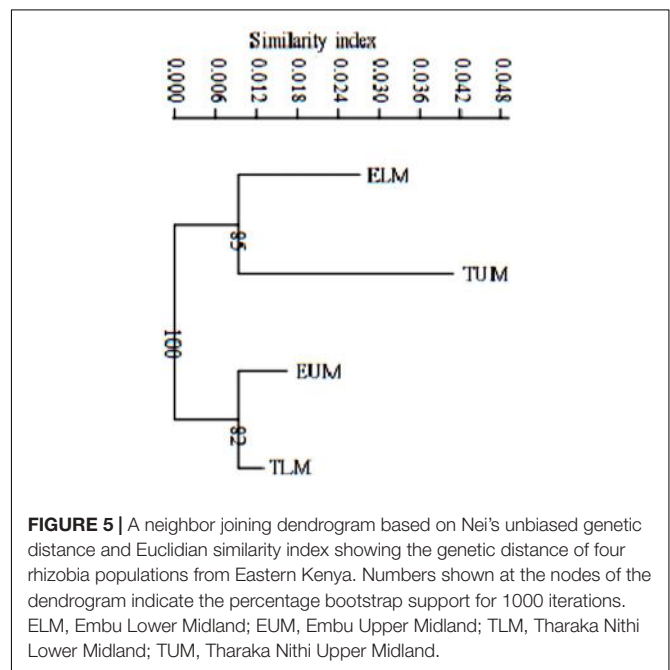 Similarity index
0.000 0.006 0.012 0.018 0.024 0.030 0.036 0.042 0.048
ELM
95
TUM
100
EUM
82
TLM
FIGURE 5 | A neighbor joining dendrogram based on Nei's unbiased genetic
distance and Euclidian similarity index showing the genetic distance of four
rhizobia populations from Eastern Kenya. Numbers shown at the nodes of the
dendrogram indicate the percentage bootstrap support for 1000 iterations.
ELM, Embu Lower Midland; EUM, Embu Upper Midland; TLM, Tharaka Nithi
Lower Midland; TUM, Tharaka Nithi Upper Midland.